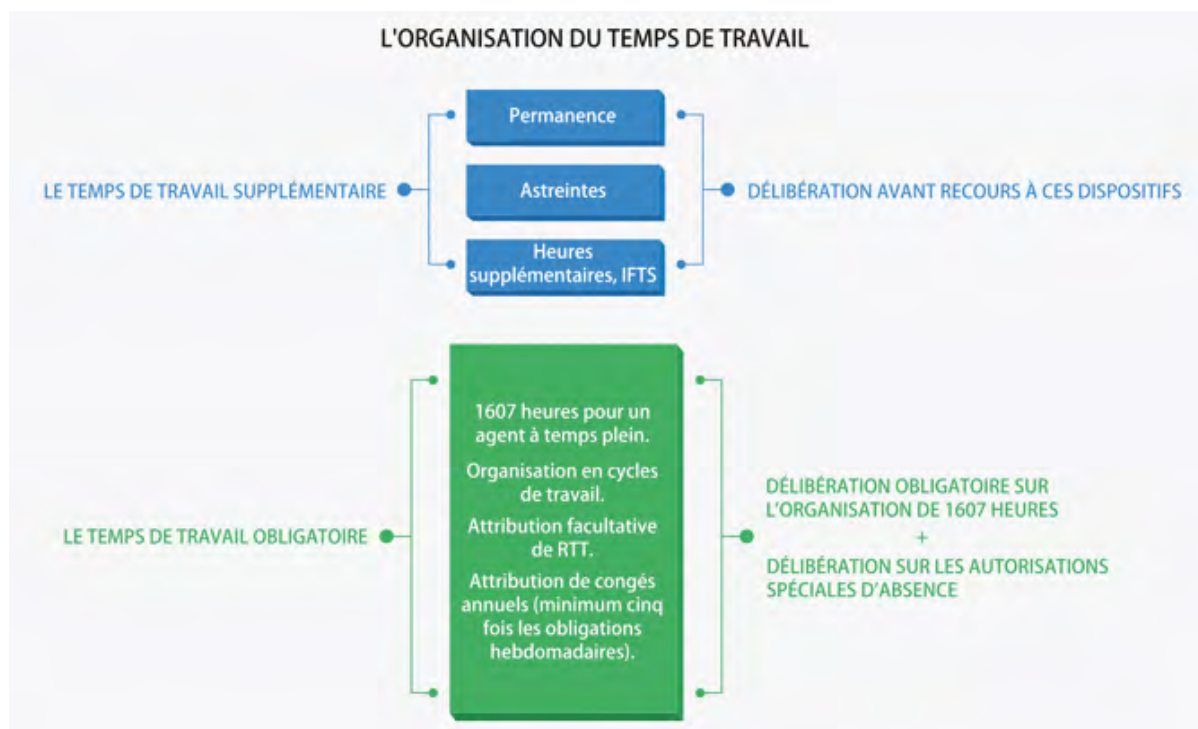 L'ORGANISATION DU TEMPS DE TRAVAIL
Permanence
LE TEMPS DE TRAVAIL SUPPLÉMENTAIRE
Astreintes
DÉLIBÉRATION AVANT RECOURS À CES DISPOSITIFS
Heures
supplémentaires, IFTS
1607 heures pour un
agent à temps plein.
Organisation en cycles
de travail.
Attribution facultative
de RTT.
Attribution de congés
annuels (minimum cinq
fois les obligations
hebdomadaires).
LE TEMPS DE TRAVAIL OBLIGATOIRE
DÉLIBÉRATION OBLIGATOIRE SUR
L'ORGANISATION DE 1607 HEURES
+
DÉLIBÉRATION SUR LES AUTORISATIONS
SPÉCIALES D'ABSENCE